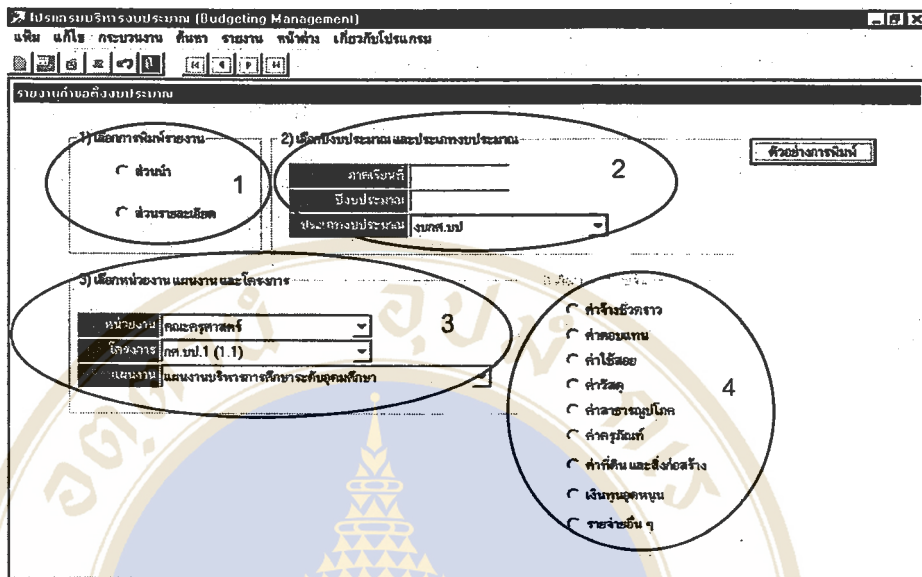 โปรแกรมบริหารงบประมาณ (Budgeting Management)
แฟ้ม แก้ไข กระบวนงาน ค้นหา รายงาน หน้าต่าง เกี่ยวกับโปรแกรม
รายงานคำขอตั้งงบประมาณ
1) เลือกการพิมพ์รายงาน
ส่วนนำ
ส่วนรายละเอียด
1
2) เลือกปีงบประมาณ และประเภทงบประมาณ
ภาคเรียนที่
ปีงบประมาณ
ประเภทงบประมาณ งบกศ.บป
2
ตัวอย่างการพิมพ์
3) เลือกหน่วยงาน แผนงาน และโครงการ
หน่วยงาน คณะครุศาสตร์
โครงการ กศ.บป.1 (1.1)
แผนงาน แผนงานบริหารการศึกษาระดับอุดมศึกษา
3
ค่าจ้างชั่วคราว
ค่าตอบแทน
ค่าใช้สอย
ค่าวัสดุ
ค่าสาธารณูปโภค
ค่าครุภัณฑ์
ค่าที่ดิน และสิ่งก่อสร้าง
เงินทุนอุดหนุน
รายจ่ายอื่น ๆ
4